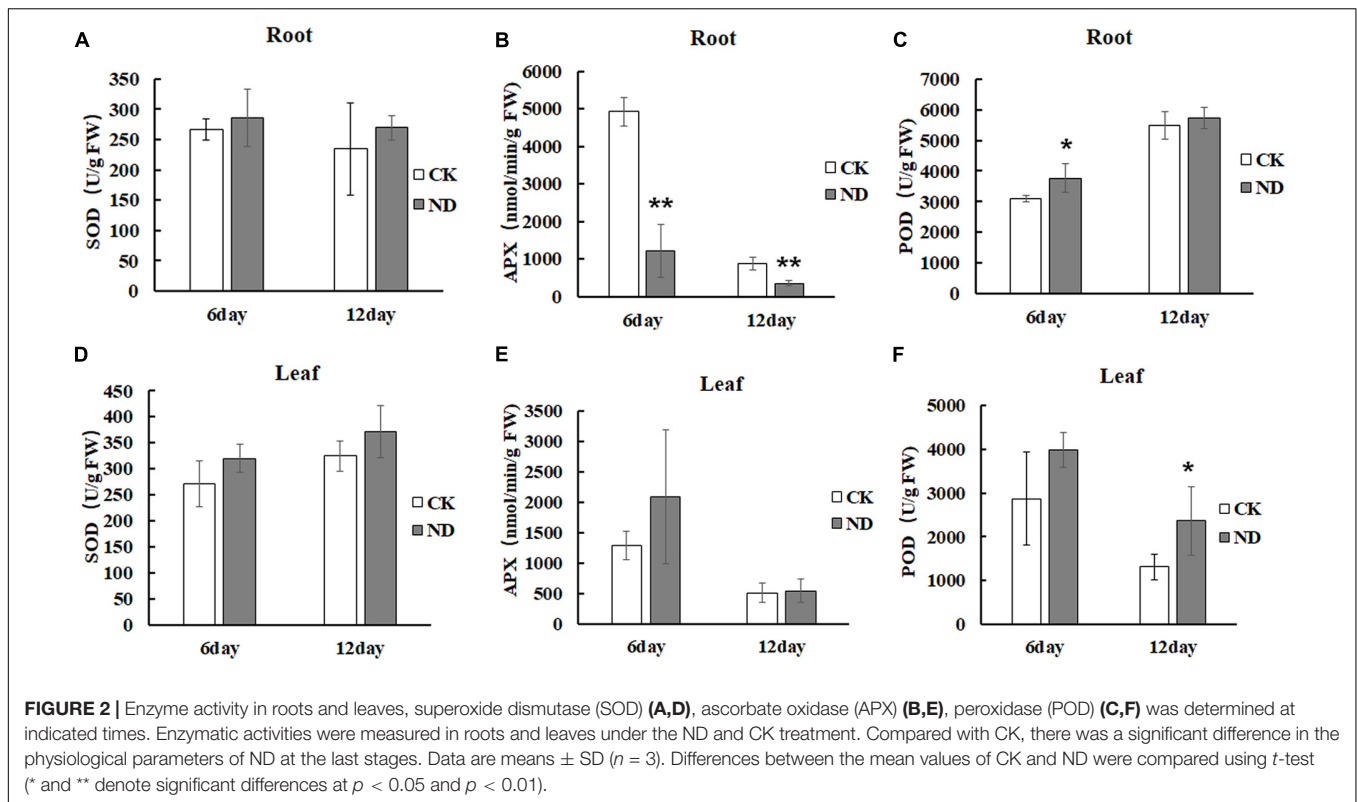 A
Root
SOD (U/g FW)
350
300
250
200
150
100
50
0
6day
12day
CK
ND
B
Root
APX (nmol/min/g FW)
6000
5000
4000
3000
2000
1000
0
**
**
6day
12day
CK
ND
C
Root
POD (U/g FW)
7000
6000
5000
4000
3000
2000
1000
0
*
6day
12day
CK
ND
D
Leaf
SOD (U/g FW)
450
400
350
300
250
200
150
100
50
0
6day
12day
CK
ND
E
Leaf
APX (nmol/min/g FW)
3500
3000
2500
2000
1500
1000
500
0
6day
12day
CK
ND
F
Leaf
POD (U/g FW)
5000
4000
3000
2000
1000
0
*
6day
12day
CK
ND
FIGURE 2 | Enzyme activity in roots and leaves, superoxide dismutase (SOD) (A,D), ascorbate oxidase (APX) (B,E), peroxidase (POD) (C,F) was determined at
indicated times. Enzymatic activities were measured in roots and leaves under the ND and CK treatment. Compared with CK, there was a significant difference in the
physiological parameters of ND at the last stages. Data are means ± SD (n = 3). Differences between the mean values of CK and ND were compared using t-test
(* and ** denote significant differences at p < 0.05 and p < 0.01).